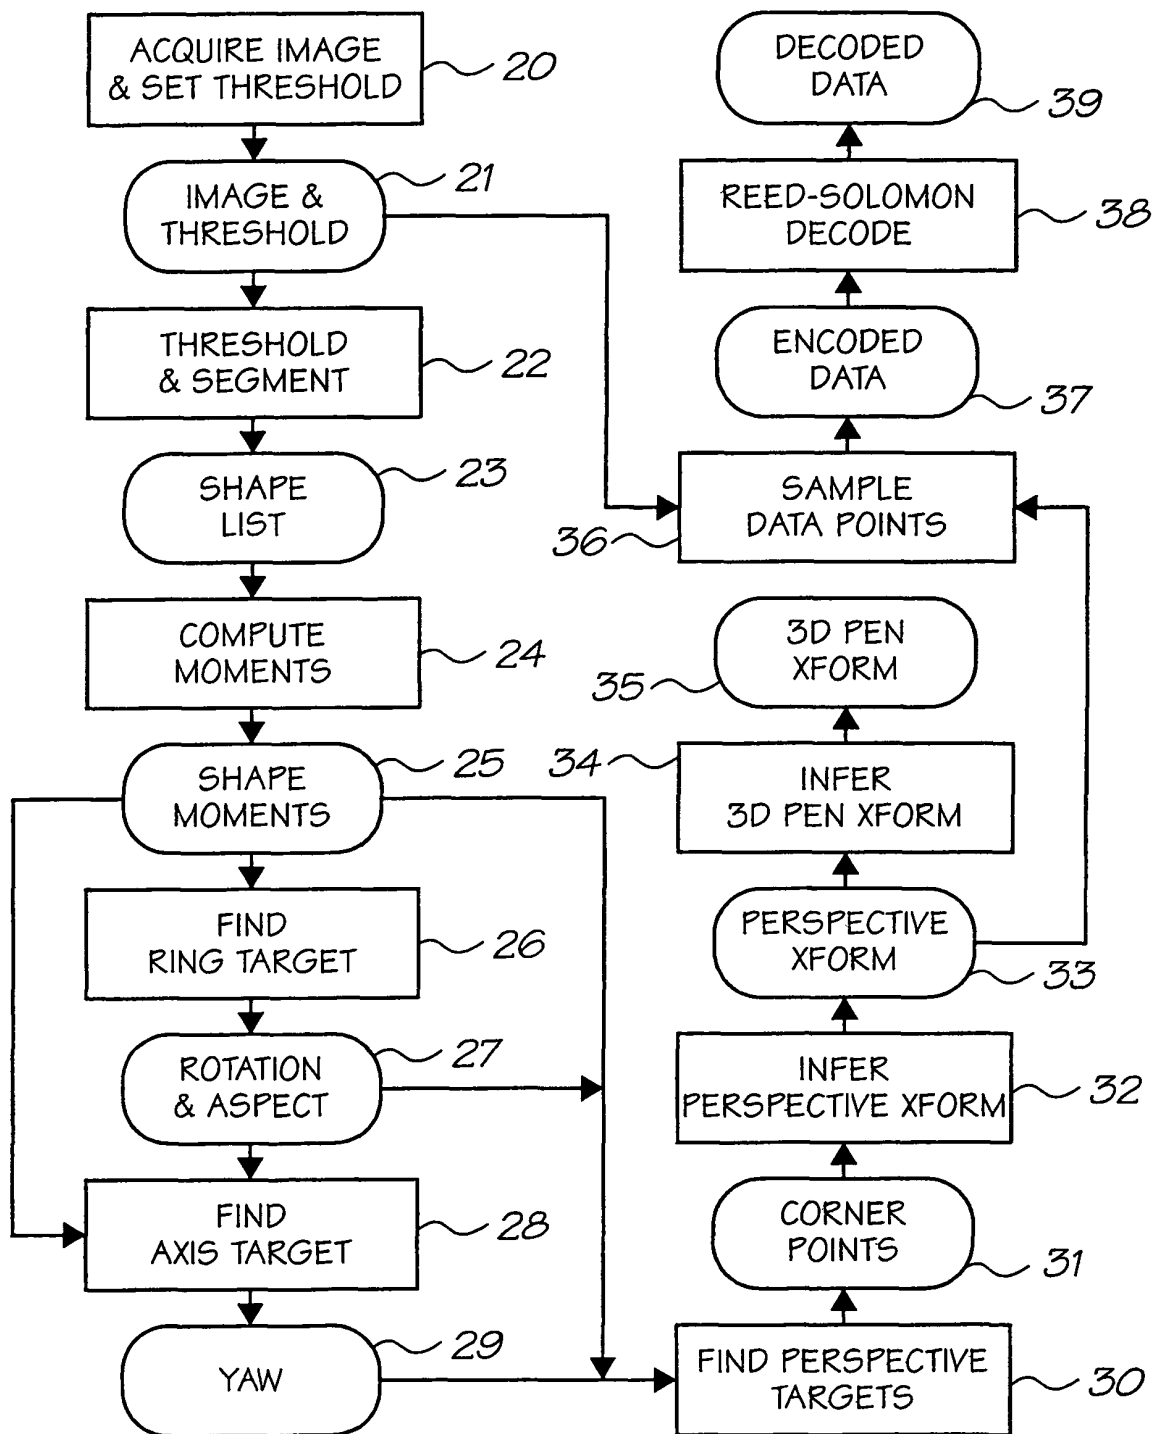 ACQUIRE IMAGE
& SET THRESHOLD
20
IMAGE &
THRESHOLD
21
THRESHOLD
& SEGMENT
22
SHAPE
LIST
23
COMPUTE
MOMENTS
24
SHAPE
MOMENTS
25
FIND
RING TARGET
26
ROTATION
& ASPECT
27
FIND
AXIS TARGET
28
YAW
29
DECODED
DATA
39
REED-SOLOMON
DECODE
38
ENCODED
DATA
37
SAMPLE
DATA POINTS
36
3D PEN
XFORM
35
34
INFER
3D PEN XFORM
PERSPECTIVE
XFORM
33
INFER
PERSPECTIVE XFORM
32
CORNER
POINTS
31
FIND PERSPECTIVE
TARGETS
30